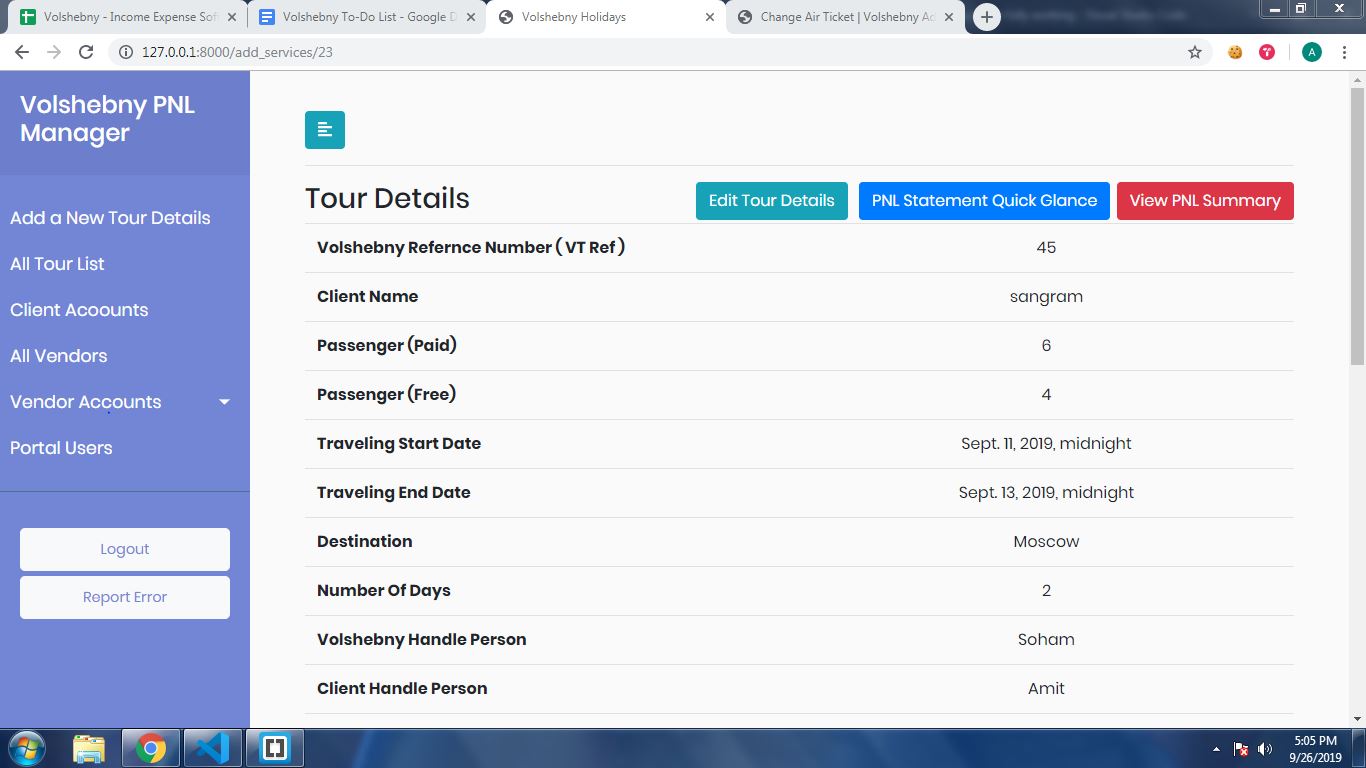 Volshebny - Income Expense Sof
Volshebny To-Do List - Google D
Volshebny Holidays
Change Air Ticket | Volshebny Ad
127.0.0.1:8000/add_services/23
A
Volshebny PNL
Manager
Add a New Tour Details
All Tour List
Client Acoounts
All Vendors
Vendor Accounts
Portal Users
Logout
Report Error
Tour Details
Edit Tour Details
PNL Statement Quick Glance
View PNL Summary
Volshebny Refernce Number ( VT Ref ) 45
Client Name sangram
Passenger (Paid) 6
Passenger (Free) 4
Traveling Start Date Sept. 11, 2019, midnight
Traveling End Date Sept. 13, 2019, midnight
Destination Moscow
Number Of Days 2
Volshebny Handle Person Soham
Client Handle Person Amit
5:05 PM
9/26/2019